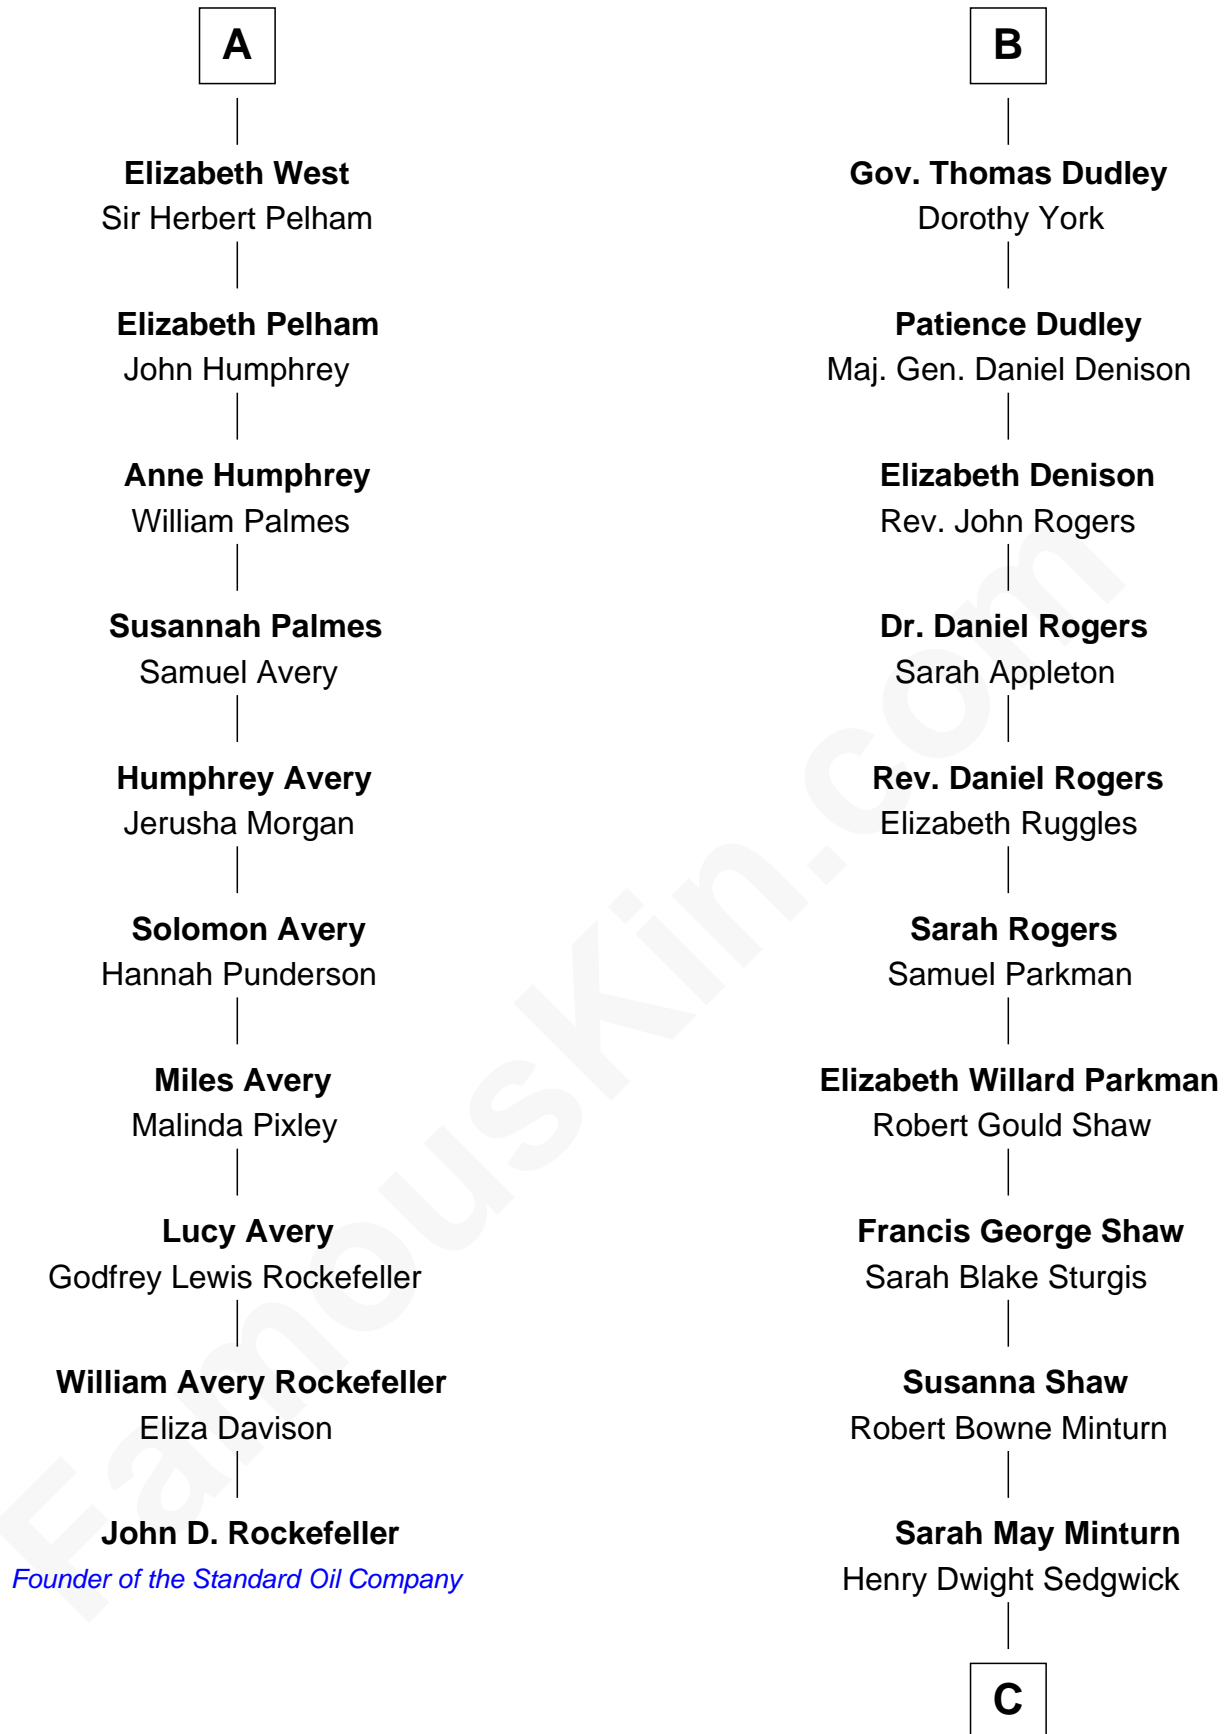 A
Elizabeth West
Sir Herbert Pelham
Elizabeth Pelham
John Humphrey
Anne Humphrey
William Palmes
Susannah Palmes
Samuel Avery
Humphrey Avery
Jerusha Morgan
Solomon Avery
Hannah Punderson
Miles Avery
Malinda Pixley
Lucy Avery
Godfrey Lewis Rockefeller
William Avery Rockefeller
Eliza Davison
John D. Rockefeller
Founder of the Standard Oil Company
B
Gov. Thomas Dudley
Dorothy York
Patience Dudley
Maj. Gen. Daniel Denison
Elizabeth Denison
Rev. John Rogers
Dr. Daniel Rogers
Sarah Appleton
Rev. Daniel Rogers
Elizabeth Ruggles
Sarah Rogers
Samuel Parkman
Elizabeth Willard Parkman
Robert Gould Shaw
Francis George Shaw
Sarah Blake Sturgis
Susanna Shaw
Robert Bowne Minturn
Sarah May Minturn
Henry Dwight Sedgwick
C
FamousKin.com